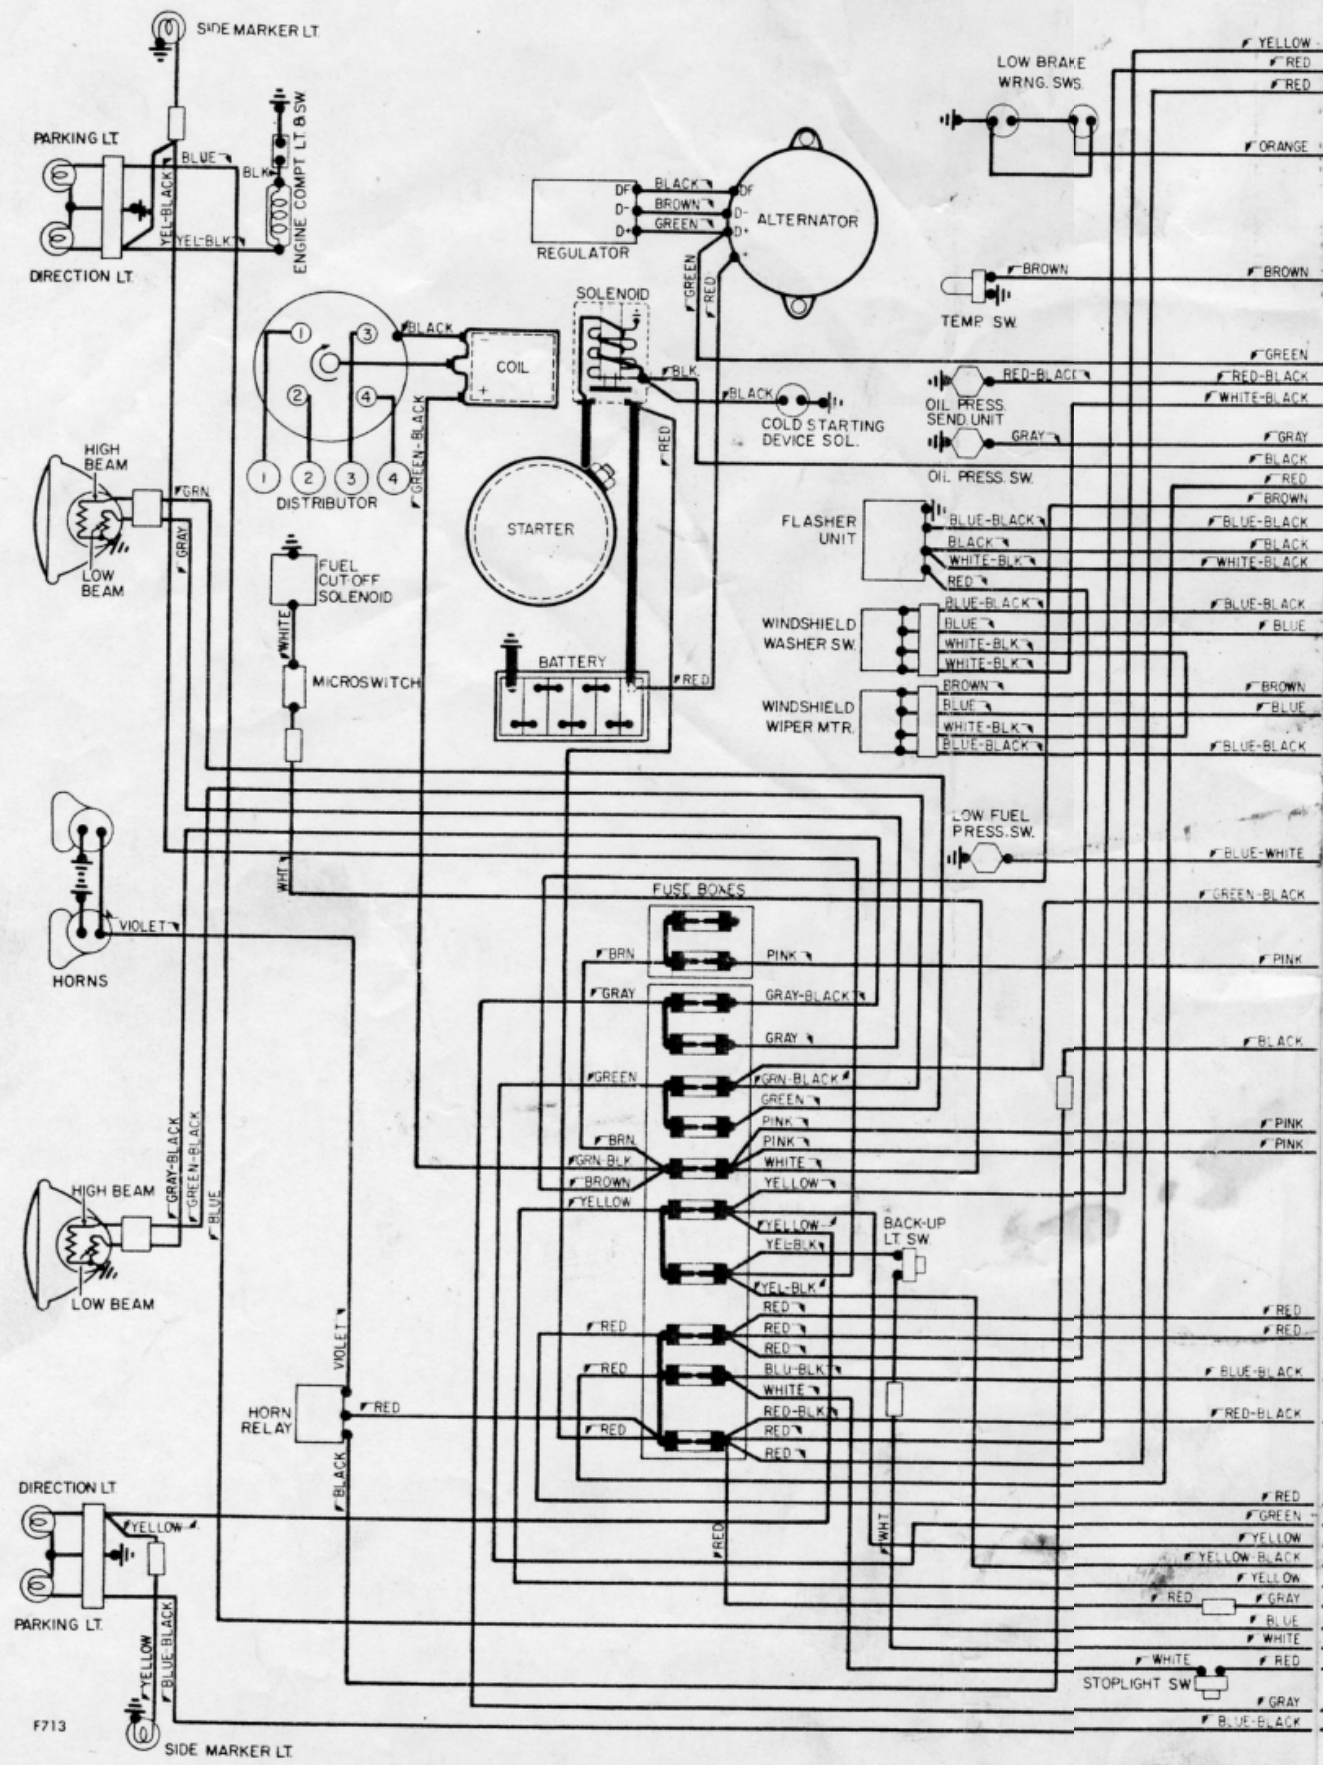 SIDE MARKER LT.
PARKING LT.
BLUE
YEL-BLACK
YEL-BLK
BLK
ENGINE COMPT LT. & SW
DIRECTION LT.
REGULATOR
DF
D-
D+
BLACK
BROWN
GREEN
DF
D-
D+
+
ALTERNATOR
GREEN
RED
LOW BRAKE
WRNG. SWS.
YELLOW
RED
RED
ORANGE
BROWN
BROWN
TEMP. SW.
GREEN
RED-BLACK
RED-BLACK
OIL PRESS.
SEND. UNIT
WHITE-BLACK
GRAY
GRAY
OIL PRESS. SW.
BLACK
RED
BROWN
SOLENOID
BLK.
BLACK
COLD STARTING
DEVICE SOL.
RED
1
3
2
4
BLACK
-
COIL
+
GREEN-BLACK
1
2
3
4
DISTRIBUTOR
STARTER
HIGH
BEAM
LOW
BEAM
GRN
GRAY
FUEL
CUT-OFF
SOLENOID
WHITE
MICROSWITCH
BATTERY
RED
FLASHER
UNIT
BLUE-BLACK
BLACK
WHITE-BLK
RED
BLUE-BLACK
BLACK
WHITE-BLACK
WINDSHIELD
WASHER SW.
BLUE-BLACK
BLUE
WHITE-BLK
WHITE-BLK
BLUE-BLACK
BLUE
WINDSHIELD
WIPER MTR.
BROWN
BLUE
WHITE-BLK
BLUE-BLACK
BROWN
BLUE
BLUE-BLACK
LOW FUEL
PRESS. SW.
BLUE-WHITE
GREEN-BLACK
WHT
HORNS
VIOLET
FUSE BOXES
BRN
PINK
PINK
GRAY
GRAY-BLACK
GRAY
BLACK
GREEN
GRN-BLACK
GREEN
PINK
PINK
BRN
PINK
PINK
GRN-BLK
WHITE
BROWN
YELLOW
YELLOW
YELLOW
YEL-BLK
YEL-BLK
BACK-UP
LT. SW.
HIGH BEAM
LOW BEAM
GRAY-BLACK
GREEN-BLACK
BLUE
RED
RED
RED
RED
RED
RED
RED
BLU-BLK
BLUE-BLACK
WHITE
RED-BLK
RED-BLACK
RED
RED
RED
VIOLET
HORN
RELAY
RED
BLACK
DIRECTION LT.
YELLOW
PARKING LT.
YELLOW
BLUE-BLACK
SIDE MARKER LT.
RED
WHT
RED
GREEN
YELLOW
YELLOW-BLACK
YELLOW
RED
GRAY
BLUE
WHITE
WHITE
RED
STOPLIGHT SW
GRAY
BLUE-BLACK
F713